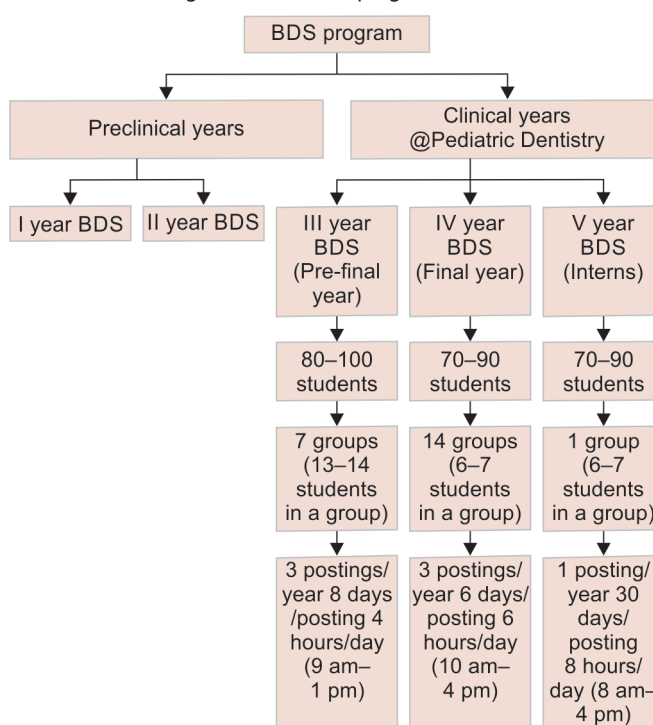 BDS program
Preclinical years
Clinical years
@Pediatric Dentistry
I year BDS
II year BDS
III year
BDS
(Pre-final
year)
IV year
BDS
(Final year)
V year
BDS
(Interns)
80–100
students
70–90
students
70–90
students
7 groups
(13–14
students
in a group)
14 groups
(6–7
students
in a group)
1 group
(6–7
students
in a group)
3 postings/
year 8 days
/posting 4
hours/day
(9 am–
1 pm)
3 postings/
year 6 days/
posting 6
hours/day
(10 am–
4 pm)
1 posting/
year 30
days/
posting
8 hours/
day (8 am–
4 pm)